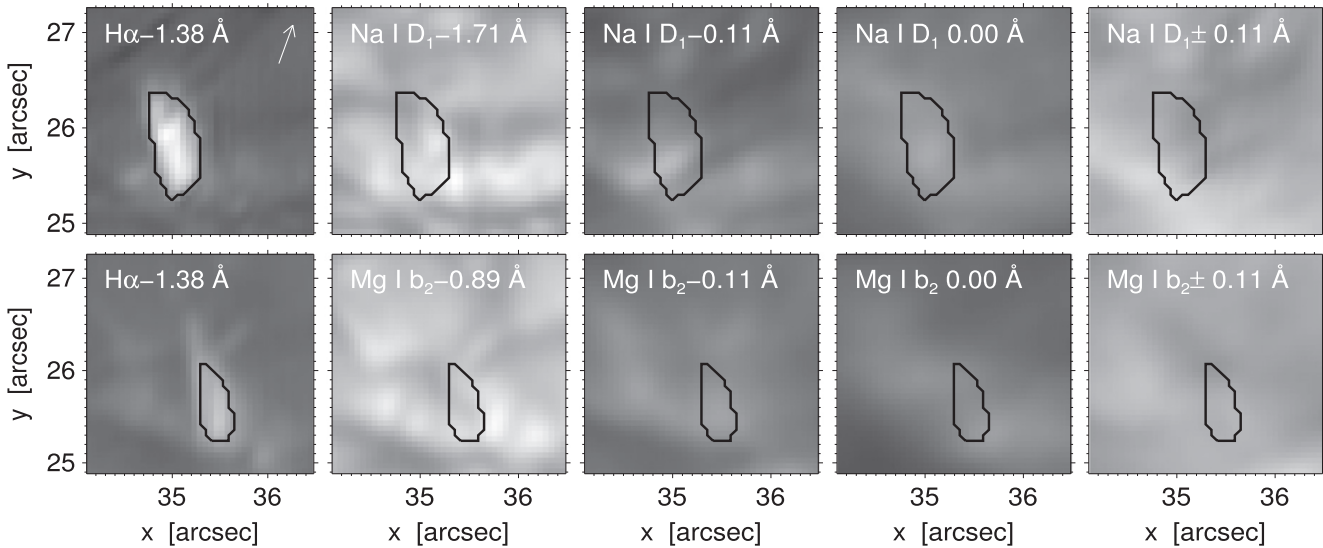 Hα−1.38 Å
Na I D₁−1.71 Å
Na I D₁−0.11 Å
Na I D₁ 0.00 Å
Na I D₁± 0.11 Å
27
26
25
y [arcsec]
Hα−1.38 Å
Mg I b₂−0.89 Å
Mg I b₂−0.11 Å
Mg I b₂ 0.00 Å
Mg I b₂± 0.11 Å
27
26
25
y [arcsec]
35 36
35 36
35 36
35 36
35 36
x [arcsec]
x [arcsec]
x [arcsec]
x [arcsec]
x [arcsec]